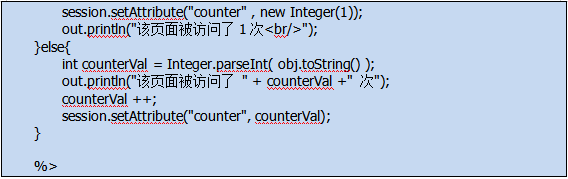 session.setAttribute("counter" , new Integer(1));
out.println("该页面被访问了 1 次<br/>");
}else{
int counterVal = Integer.parseInt( obj.toString() );
out.println("该页面被访问了  " + counterVal +"  次");
counterVal ++;
session.setAttribute("counter", counterVal);
}
%>